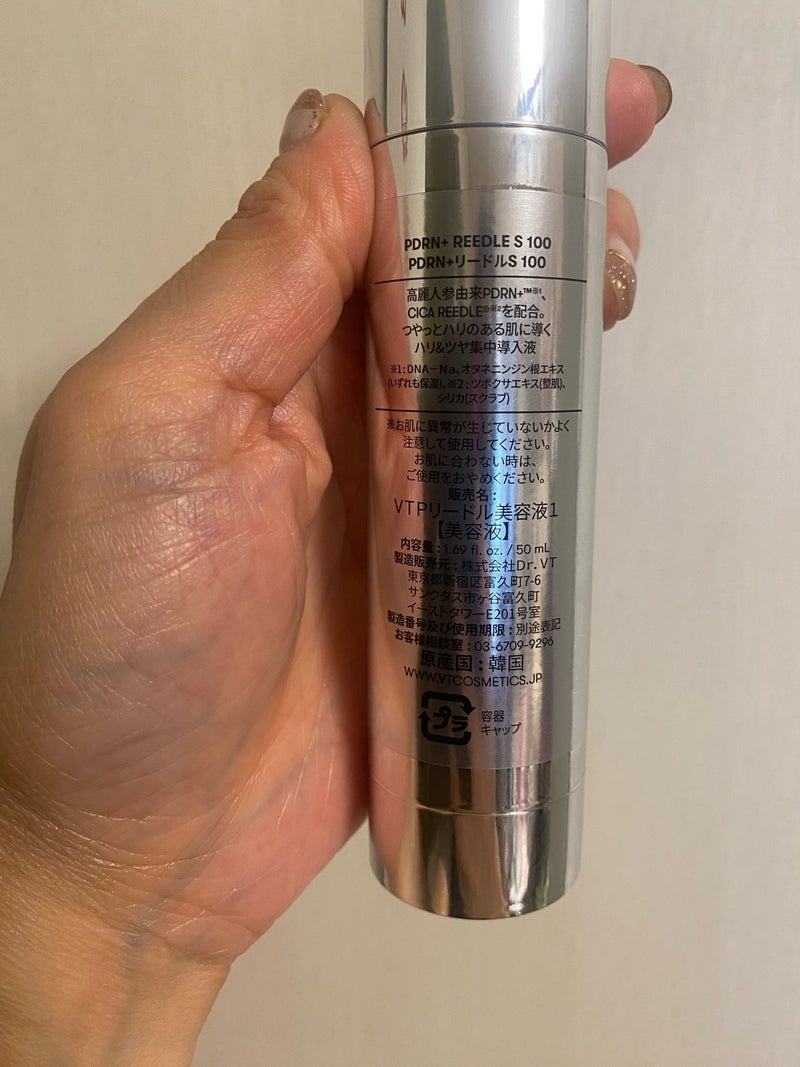 PDRN+ REEDLE S 100
PDRN+リードルS 100
高麗人参由来PDRN+™※1、
CICA REEDLE®※2を配合。
つやっとハリのある肌に導く
ハリ&ツヤ集中導入液
※1：DNA－Na、オタネニンジン根エキス
(いずれも保湿)、※2：ツボクサエキス(整肌)、
シリカ(スクラブ)
※お肌に異常が生じていないかよく
注意して使用してください。
お肌に合わない時は、
ご使用をおやめください。
販売名：
VTPリードル美容液1
【美容液】
内容量：1.69 fl. oz. / 50 mL
製造販売元：株式会社Dr. VT
東京都新宿区富久町7-6
サンクタス市ヶ谷富久町
イーストタワーE201号室
製造番号及び使用期限：別途表記
お客様相談室：03-6709-9296
原産国：韓国
WWW.VTCOSMETICS.JP
プラ 容器
キャップ